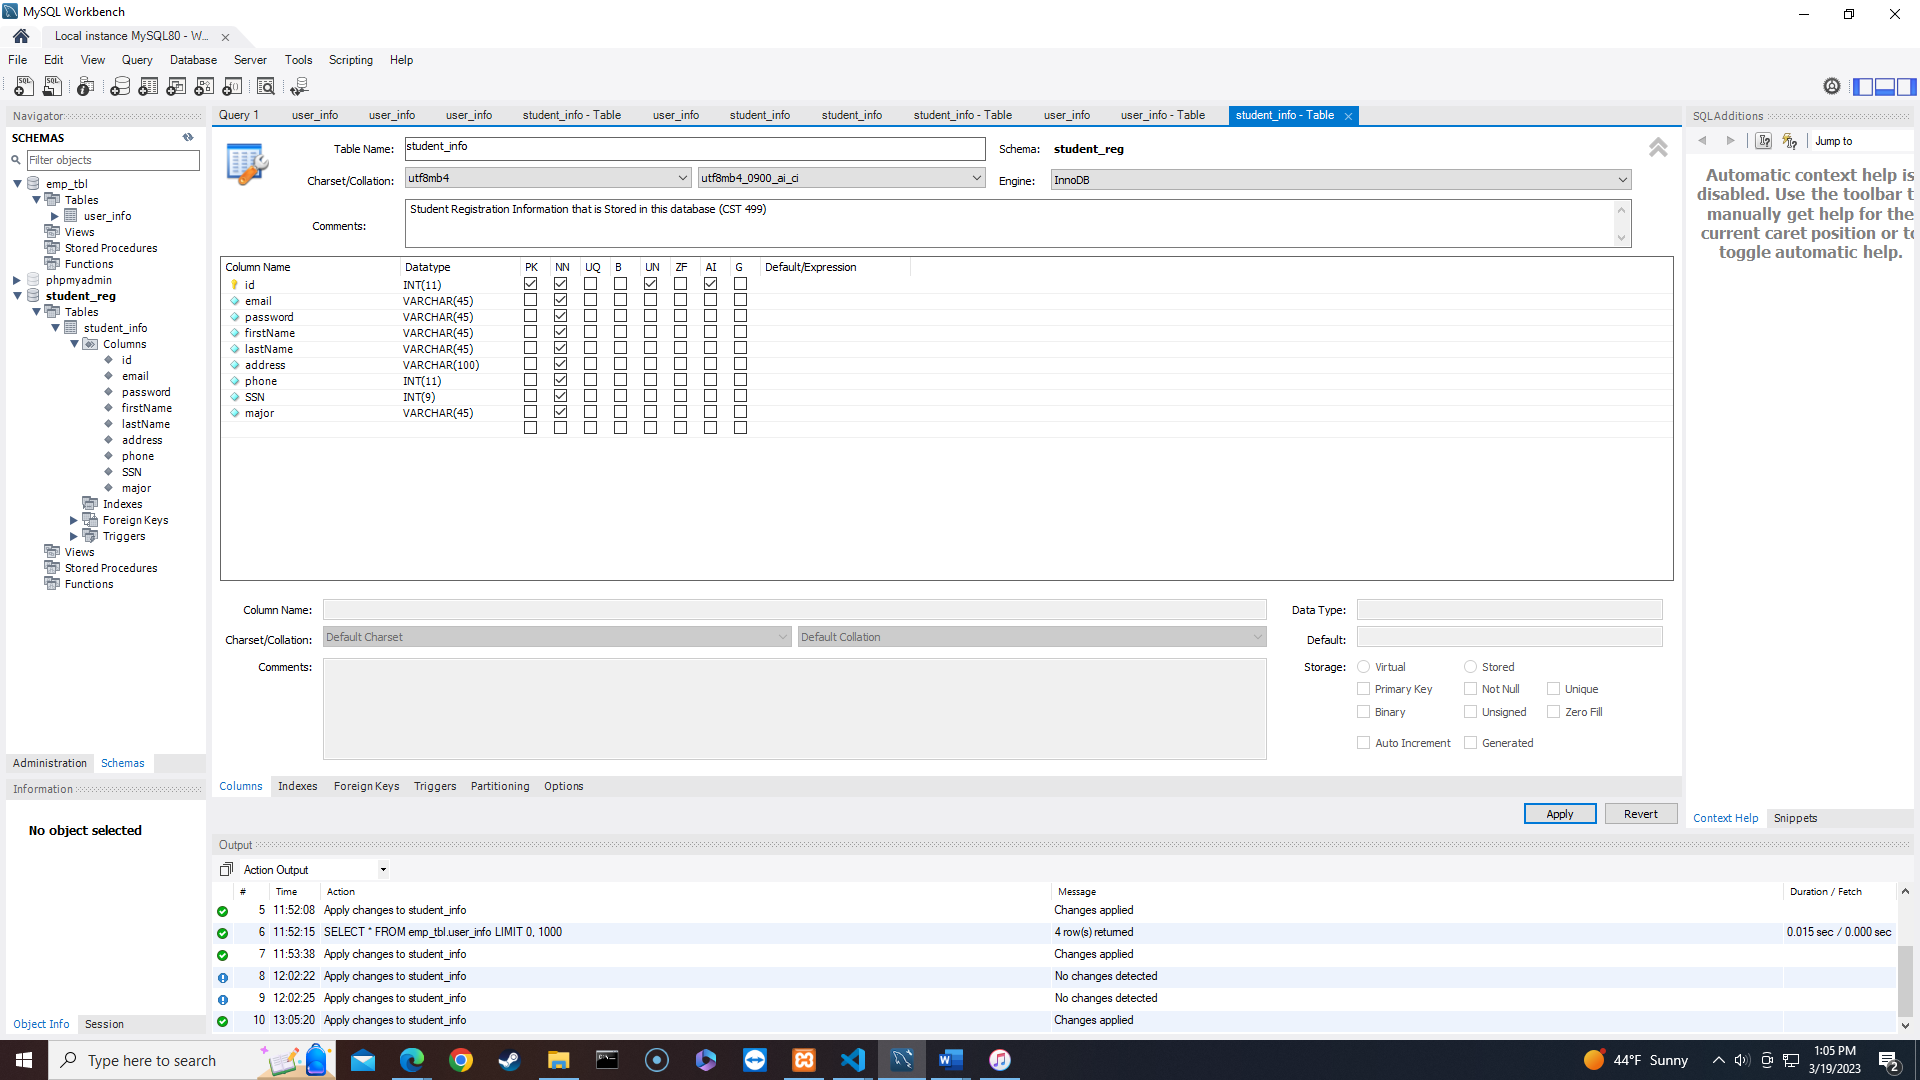 MySQL Workbench
Local instance MySQL80 - W...
File Edit View Query Database Server Tools Scripting Help
Navigator
SCHEMAS
Filter objects
emp_tbl
Tables
user_info
Views
Stored Procedures
Functions
phpmyadmin
student_reg
Tables
student_info
Columns
id
email
password
firstName
lastName
address
phone
SSN
major
Indexes
Foreign Keys
Triggers
Views
Stored Procedures
Functions
Administration Schemas
Information
No object selected
Object Info Session
Query 1 user_info user_info user_info student_info - Table user_info student_info student_info student_info - Table user_info user_info - Table student_info - Table
Table Name: student_info Schema: student_reg
Charset/Collation: utf8mb4 utf8mb4_0900_ai_ci Engine: InnoDB
Comments: Student Registration Information that is Stored in this database (CST 499)
Column Name Datatype PK NN UQ B UN ZF AI G Default/Expression
id INT(11)
email VARCHAR(45)
password VARCHAR(45)
firstName VARCHAR(45)
lastName VARCHAR(45)
address VARCHAR(100)
phone INT(11)
SSN INT(9)
major VARCHAR(45)
Column Name: Data Type:
Charset/Collation: Default Charset Default Collation Default:
Comments: Storage: Virtual Stored
Primary Key Not Null Unique
Binary Unsigned Zero Fill
Auto Increment Generated
Columns Indexes Foreign Keys Triggers Partitioning Options
Apply Revert
Output
Action Output
# Time Action Message Duration / Fetch
5 11:52:08 Apply changes to student_info Changes applied
6 11:52:15 SELECT * FROM emp_tbl.user_info LIMIT 0, 1000 4 row(s) returned 0.015 sec / 0.000 sec
7 11:53:38 Apply changes to student_info Changes applied
8 12:02:22 Apply changes to student_info No changes detected
9 12:02:25 Apply changes to student_info No changes detected
10 13:05:20 Apply changes to student_info Changes applied
SQLAdditions
Jump to
Automatic context help is
disabled. Use the toolbar t
manually get help for the
current caret position or to
toggle automatic help.
Context Help Snippets
Type here to search
44°F Sunny
1:05 PM
3/19/2023
2